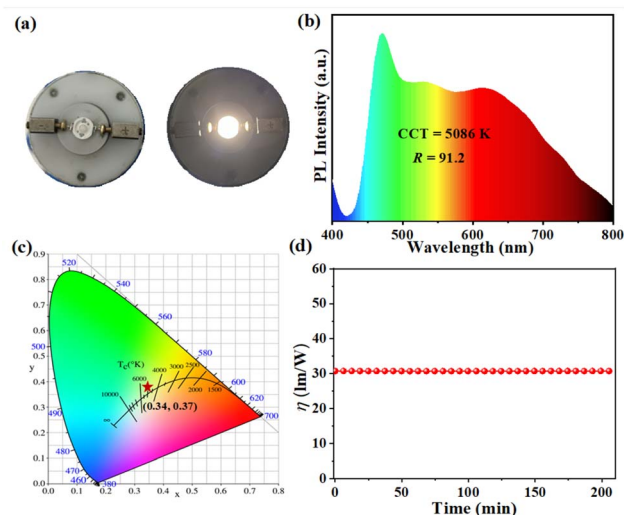 (a)
(b)
PL Intensity (a.u.)
CCT = 5086 K
R = 91.2
400 500 600 700 800
Wavelength (nm)
(c)
0.9
0.8
0.7
0.6
0.5
y
0.4
0.3
0.2
0.1
0.0
520
540
560
500
580
600
620
700
490
480
470
460
380
Tc(°K)
10000
6000
4000
3000
2500
2000
1500
∞
(0.34, 0.37)
0.0 0.1 0.2 0.3 0.4 0.5 0.6 0.7 0.8
x
(d)
60
50
40
30
20
10
0
η (lm/W)
0 50 100 150 200
Time (min)